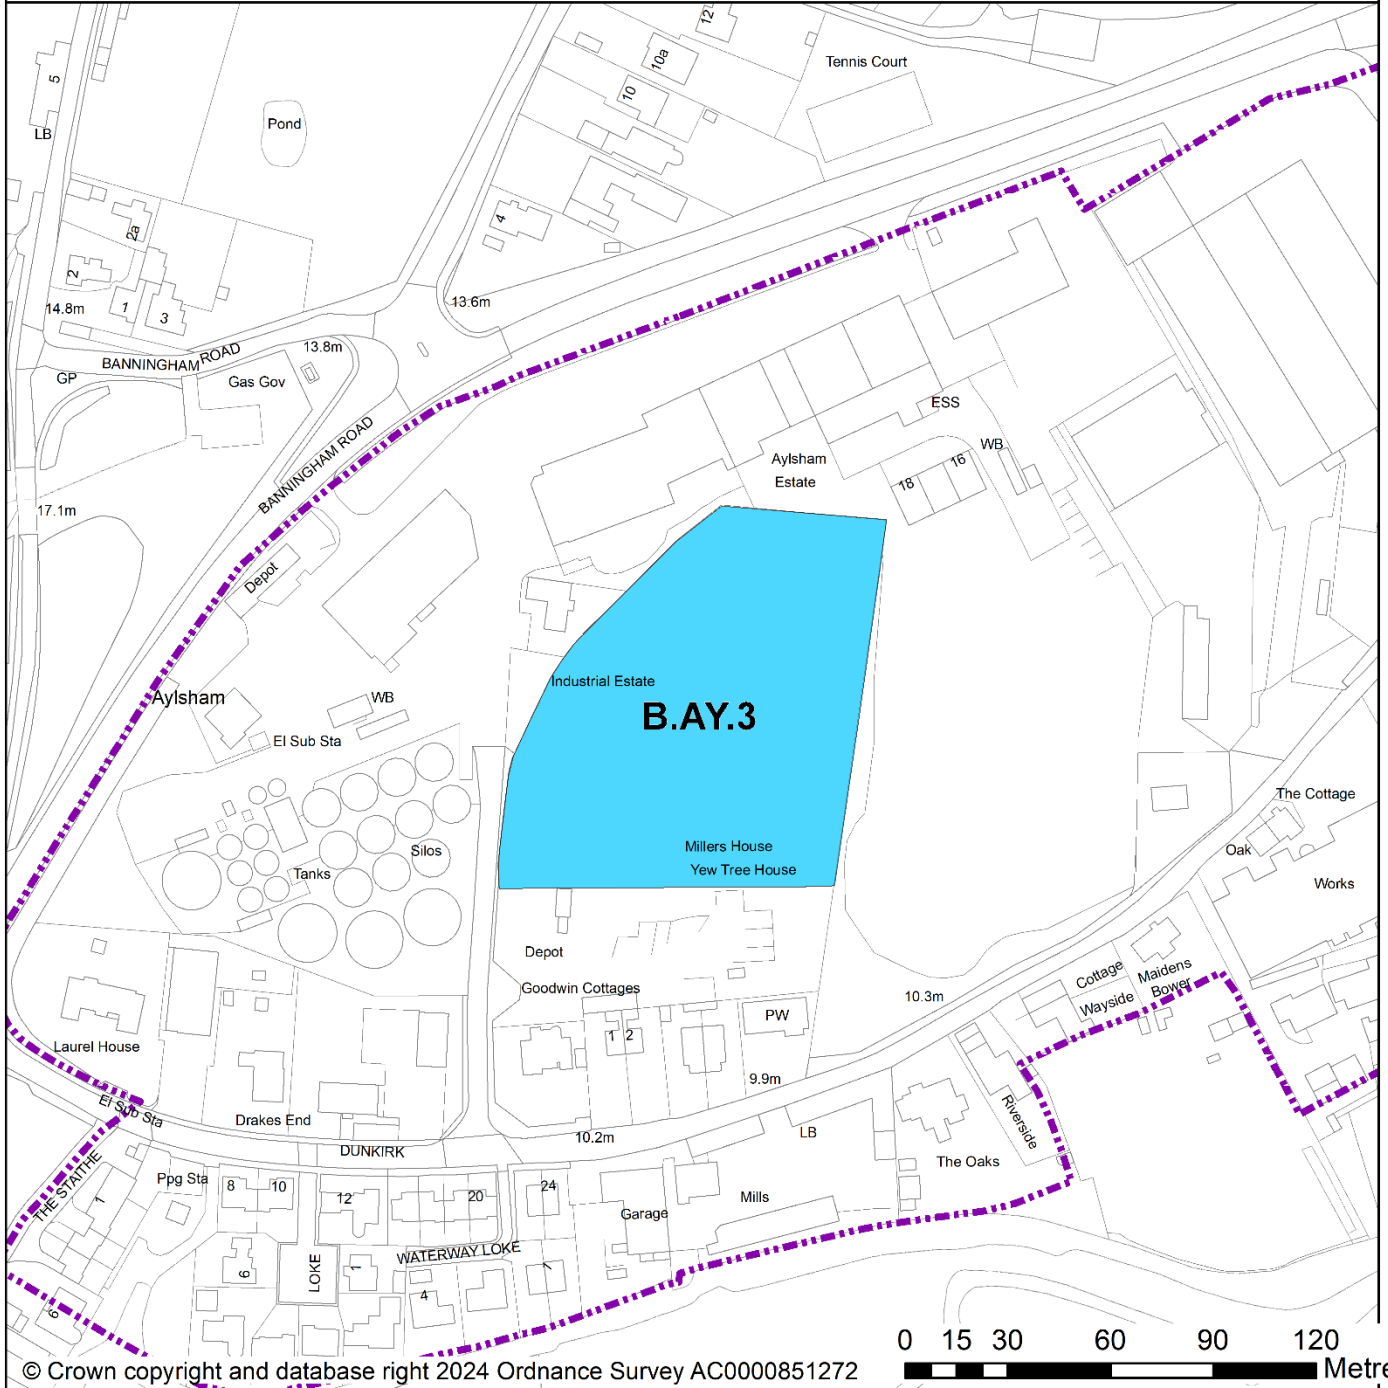 12
10a
Tennis Court
5
10
Pond
LB
4
2a
2
1
3
14.8m
13.6m
BANNINGHAM ROAD
13.8m
GP
Gas Gov
BANNINGHAM ROAD
ESS
WB
Aylsham
Estate
16
18
17.1m
Depot
Industrial Estate
B.AY.3
Aylsham
WB
El Sub Sta
The Cottage
Millers House
Yew Tree House
Oak
Silos
Tanks
Works
Depot
Goodwin Cottages
Cottage
Maidens
Bower
Wayside
10.3m
PW
1
2
Laurel House
9.9m
El Sub Sta
Drakes End
Riverside
10.2m
LB
DUNKIRK
The Oaks
THE STAITHE
1
Ppg Sta
8
10
12
20
24
Mills
Garage
WATERWAY LOKE
LOKE
6
1
7
4
6
0 15 30 60 90 120
Metre
© Crown copyright and database right 2024 Ordnance Survey AC0000851272